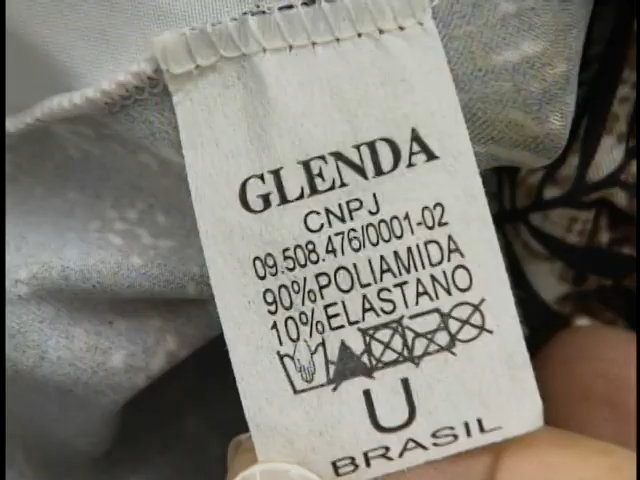 GLENDA
CNPJ
09.508.476/0001-02
90%POLIAMIDA
10%ELASTANO
U
BRASIL